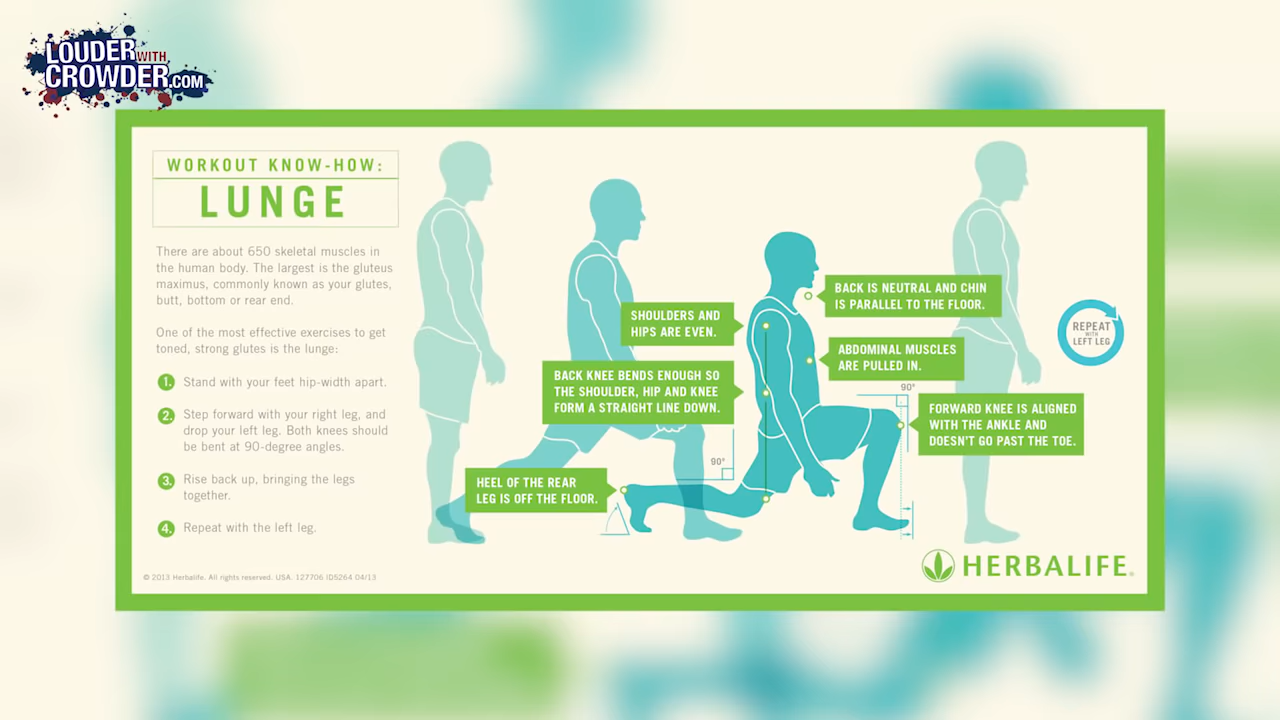 LOUDER WITH
CROWDER.COM
WORKOUT KNOW-HOW:
LUNGE
There are about 650 skeletal muscles in
the human body. The largest is the gluteus
maximus, commonly known as your glutes,
butt, bottom or rear end.
One of the most effective exercises to get
toned, strong glutes is the lunge:
1. Stand with your feet hip-width apart.
2. Step forward with your right leg, and
drop your left leg. Both knees should
be bent at 90-degree angles.
3. Rise back up, bringing the legs
together.
4. Repeat with the left leg.
© 2013 Herbalife. All rights reserved. USA. 127706 ID5264 04/13
SHOULDERS AND
HIPS ARE EVEN.
BACK KNEE BENDS ENOUGH SO
THE SHOULDER, HIP AND KNEE
FORM A STRAIGHT LINE DOWN.
HEEL OF THE REAR
LEG IS OFF THE FLOOR.
90°
BACK IS NEUTRAL AND CHIN
IS PARALLEL TO THE FLOOR.
ABDOMINAL MUSCLES
ARE PULLED IN.
90°
FORWARD KNEE IS ALIGNED
WITH THE ANKLE AND
DOESN'T GO PAST THE TOE.
REPEAT
WITH
LEFT LEG
HERBALIFE®